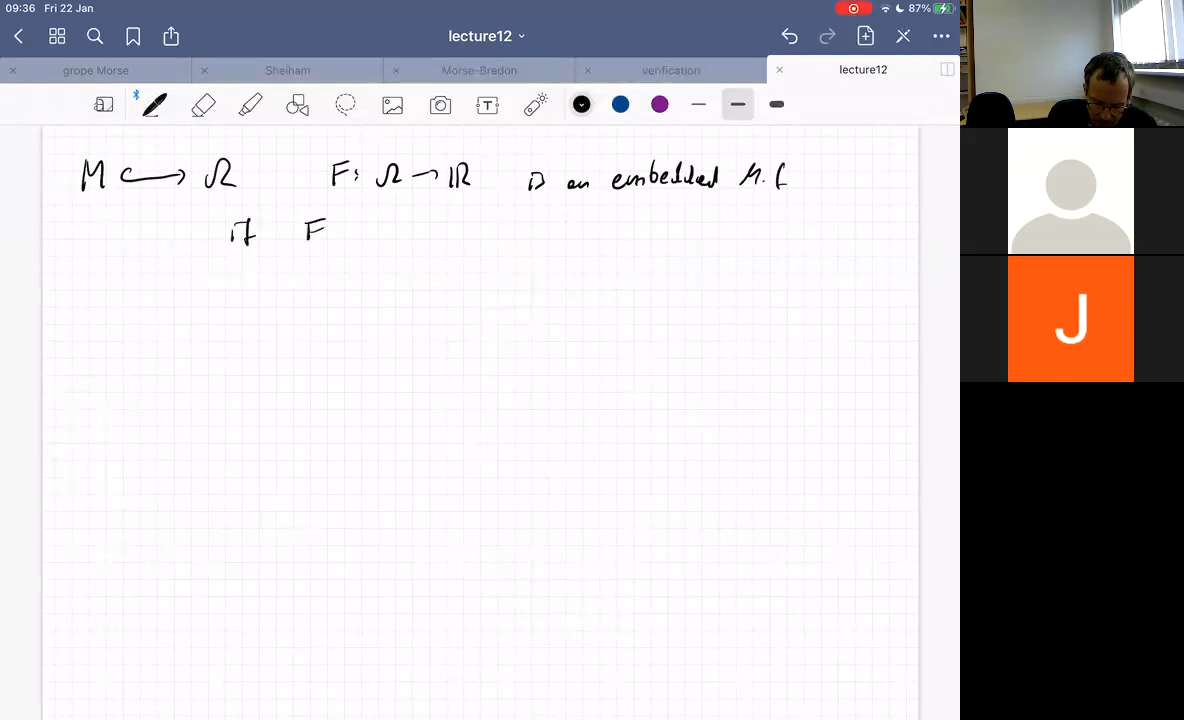 09:36 Fri 22 Jan
87%
lecture12
grope Morse
Sheiham
Morse-Bredon
verification
lecture12
M ↪ Ω F: Ω → ℝ is an embedded M. f
if F
J